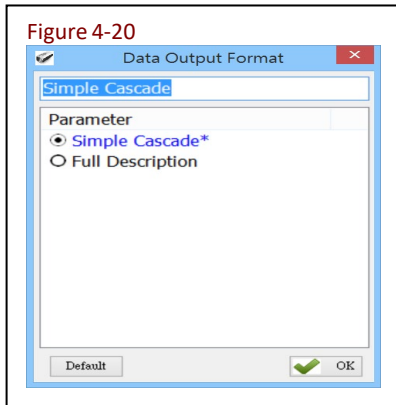 Figure 4-20
Data Output Format
Simple Cascade
Parameter
Simple Cascade*
Full Description
Default
OK